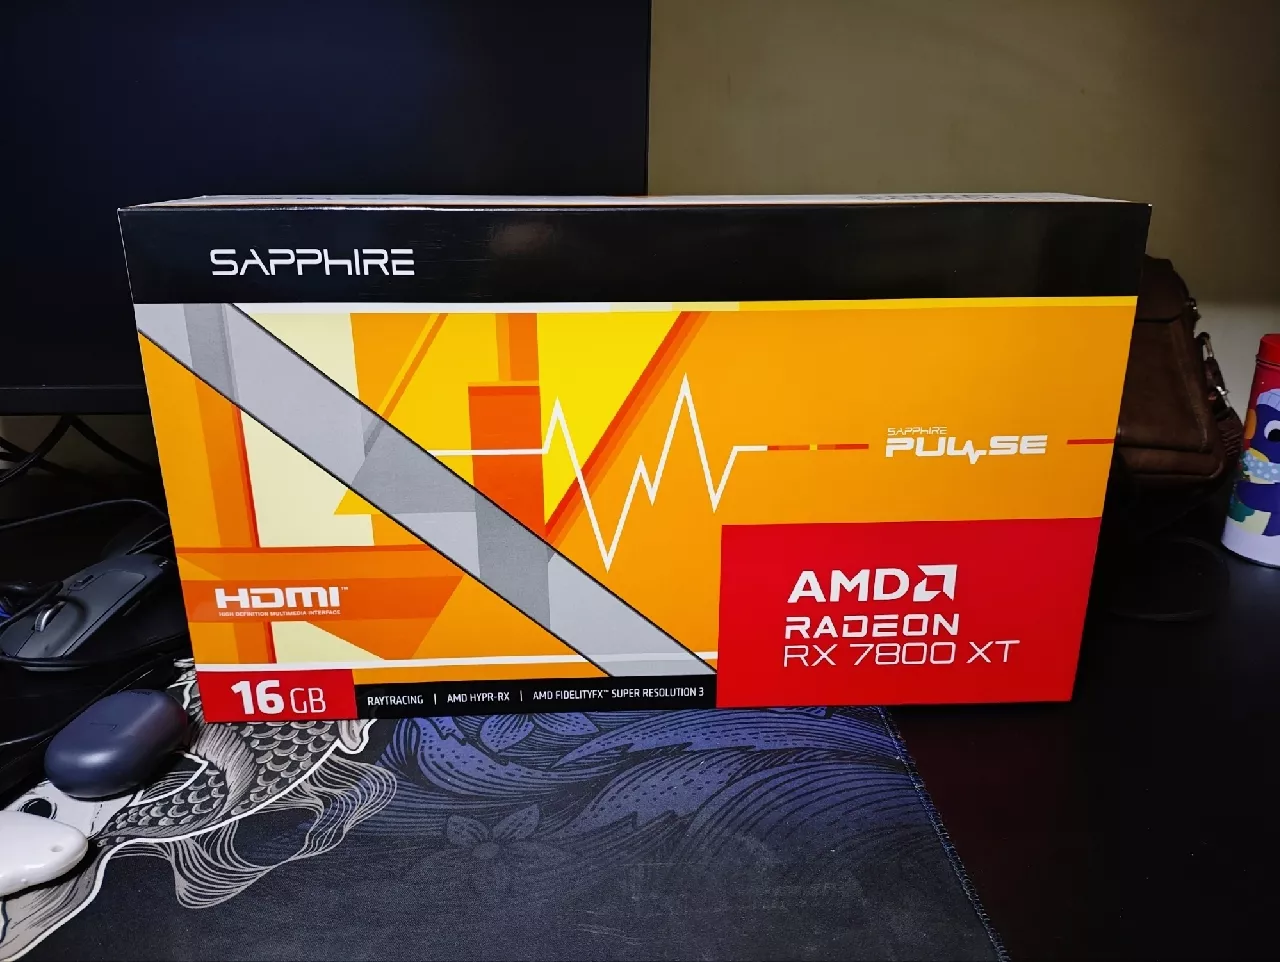 SAPPHIRE
SAPPHIRE
PULSE
HDMI™
HIGH DEFINITION MULTIMEDIA INTERFACE
AMD
RADEON
RX 7800 XT
16 GB
RAYTRACING | AMD HYPR-RX | AMD FIDELITYFX™ SUPER RESOLUTION 3